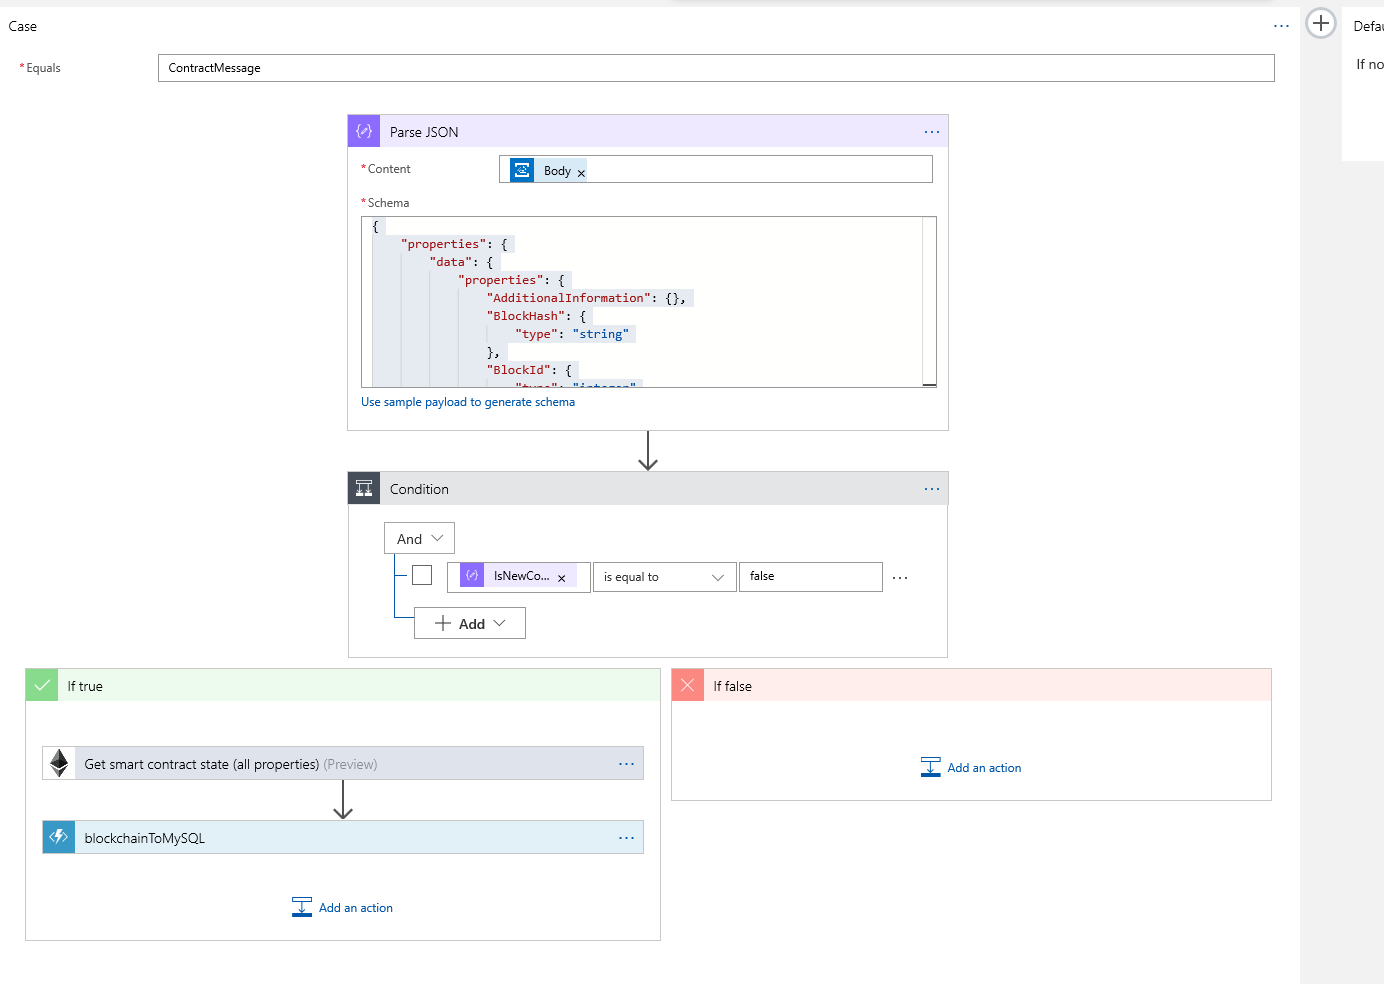 Case
...
Defau
*Equals
ContractMessage
If no
Parse JSON
...
*Content
Body ×
*Schema
{
"properties": {
"data": {
"properties": {
"AdditionalInformation": {},
"BlockHash": {
"type": "string"
},
"BlockId": {
"type": "integer"
Use sample payload to generate schema
Condition
...
And
IsNewCo... ×
is equal to
false
...
+ Add
If true
If false
Get smart contract state (all properties) (Preview)
...
Add an action
blockchainToMySQL
...
Add an action